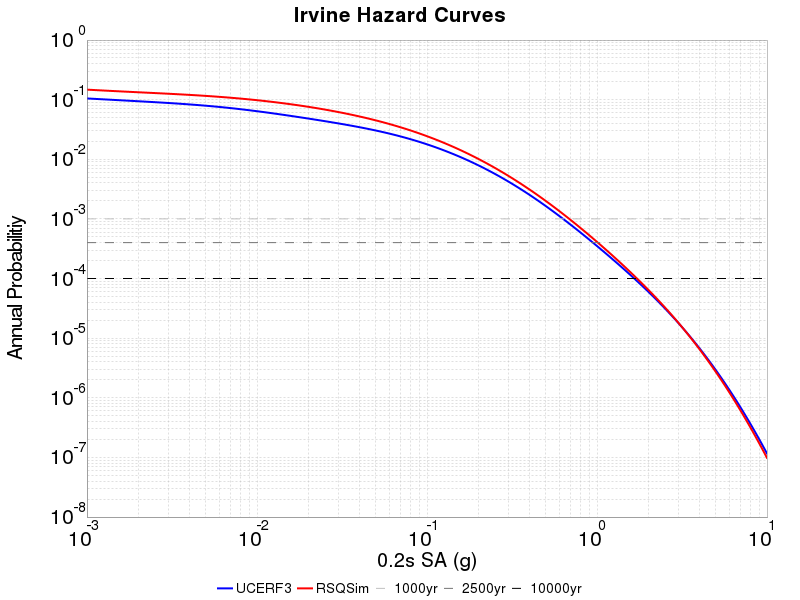 Irvine Hazard Curves
10^0
10^-1
10^-2
10^-3
10^-4
10^-5
10^-6
10^-7
10^-8
Annual Probability
10^-3 10^-2 10^-1 10^0 10^1
0.2s SA (g)
UCERF3 RSQSim 1000yr 2500yr 10000yr